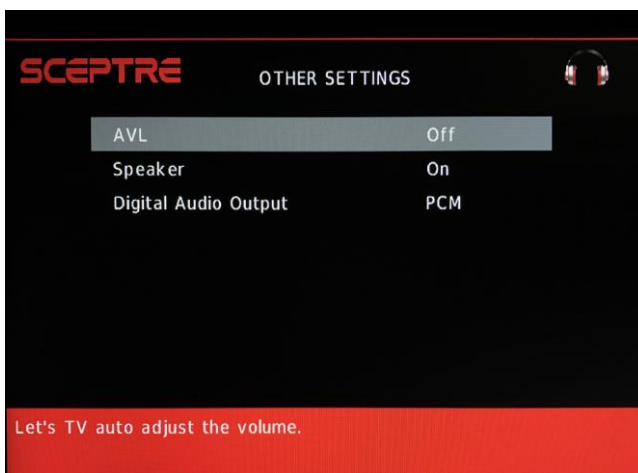 SCEPTRE
OTHER SETTINGS
AVL Off
Speaker On
Digital Audio Output PCM
Let's TV auto adjust the volume.